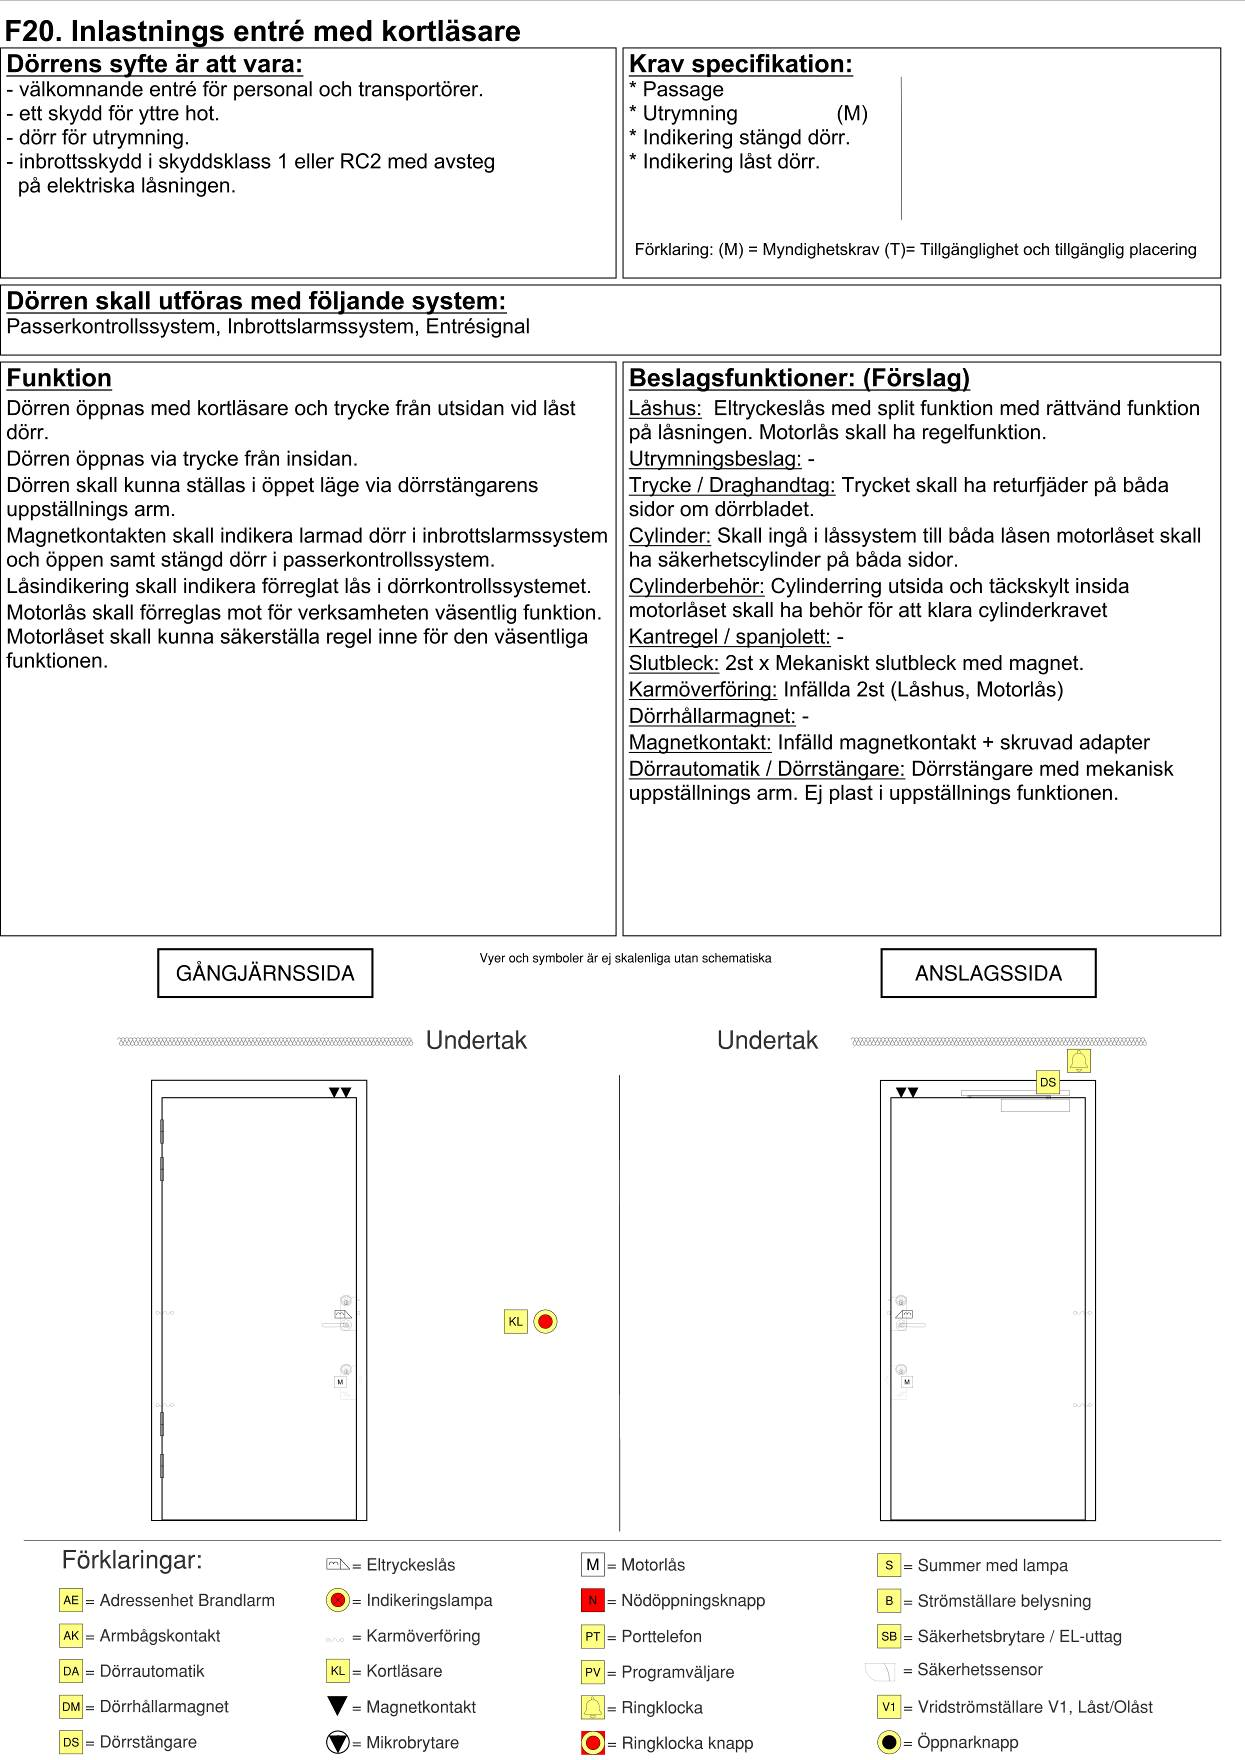 F20. Inlastnings entré med kortläsare
Dörrens syfte är att vara:
- välkomnande entré för personal och transportörer.
- ett skydd för yttre hot.
- dörr för utrymning.
- inbrottsskydd i skyddsklass 1 eller RC2 med avsteg
på elektriska låsningen.
Krav specifikation:
* Passage
* Utrymning (M)
* Indikering stängd dörr.
* Indikering låst dörr.
Förklaring: (M) = Myndighetskrav (T)= Tillgänglighet och tillgänglig placering
Dörren skall utföras med följande system:
Passerkontrollssystem, Inbrottslarmssystem, Entrésignal
Funktion
Dörren öppnas med kortläsare och trycke från utsidan vid låst
dörr.
Dörren öppnas via trycke från insidan.
Dörren skall kunna ställas i öppet läge via dörrstängarens
uppställnings arm.
Magnetkontakten skall indikera larmad dörr i inbrottslarmssystem
och öppen samt stängd dörr i passerkontrollssystem.
Låsindikering skall indikera förreglat lås i dörrkontrollssystemet.
Motorlås skall förreglas mot för verksamheten väsentlig funktion.
Motorlåset skall kunna säkerställa regel inne för den väsentliga
funktionen.
Beslagsfunktioner: (Förslag)
Låshus: Eltryckeslås med split funktion med rättvänd funktion
på låsningen. Motorlås skall ha regelfunktion.
Utrymningsbeslag: -
Trycke / Draghandtag: Trycket skall ha returfjäder på båda
sidor om dörrbladet.
Cylinder: Skall ingå i låssystem till båda låsen motorlåset skall
ha säkerhetscylinder på båda sidor.
Cylinderbehör: Cylinderring utsida och täckskylt insida
motorlåset skall ha behör för att klara cylinderkravet
Kantregel / spanjolett: -
Slutbleck: 2st x Mekaniskt slutbleck med magnet.
Karmöverföring: Infällda 2st (Låshus, Motorlås)
Dörrhållarmagnet: -
Magnetkontakt: Infälld magnetkontakt + skruvad adapter
Dörrautomatik / Dörrstängare: Dörrstängare med mekanisk
uppställnings arm. Ej plast i uppställnings funktionen.
GÅNGJÄRNSSIDA
Vyer och symboler är ej skalenliga utan schematiska
ANSLAGSSIDA
Undertak
Undertak
DS
KL
M
M
Förklaringar:
AE = Adressenhet Brandlarm
AK = Armbågskontakt
DA = Dörrautomatik
DM = Dörrhållarmagnet
DS = Dörrstängare
= Eltryckeslås
= Indikeringslampa
= Karmöverföring
KL = Kortläsare
= Magnetkontakt
= Mikrobrytare
M = Motorlås
N = Nödöppningsknapp
PT = Porttelefon
PV = Programväljare
= Ringklocka
= Ringklocka knapp
S = Summer med lampa
B = Strömställare belysning
SB = Säkerhetsbrytare / EL-uttag
= Säkerhetssensor
V1 = Vridströmställare V1, Låst/Olåst
= Öppnarknapp